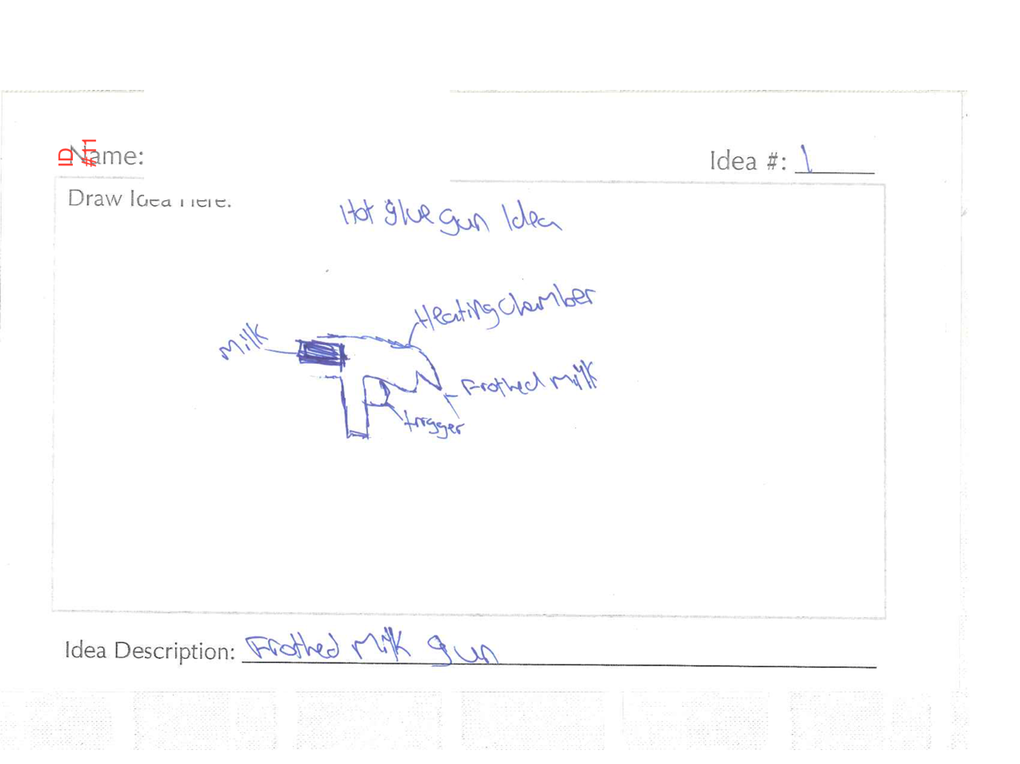 ID #11
Name:
Idea #: 1
Draw Idea Here:
Hot glue gun Idea
Heating Chamber
Milk
Frothed Milk
trigger
Idea Description: Frothed Milk gun